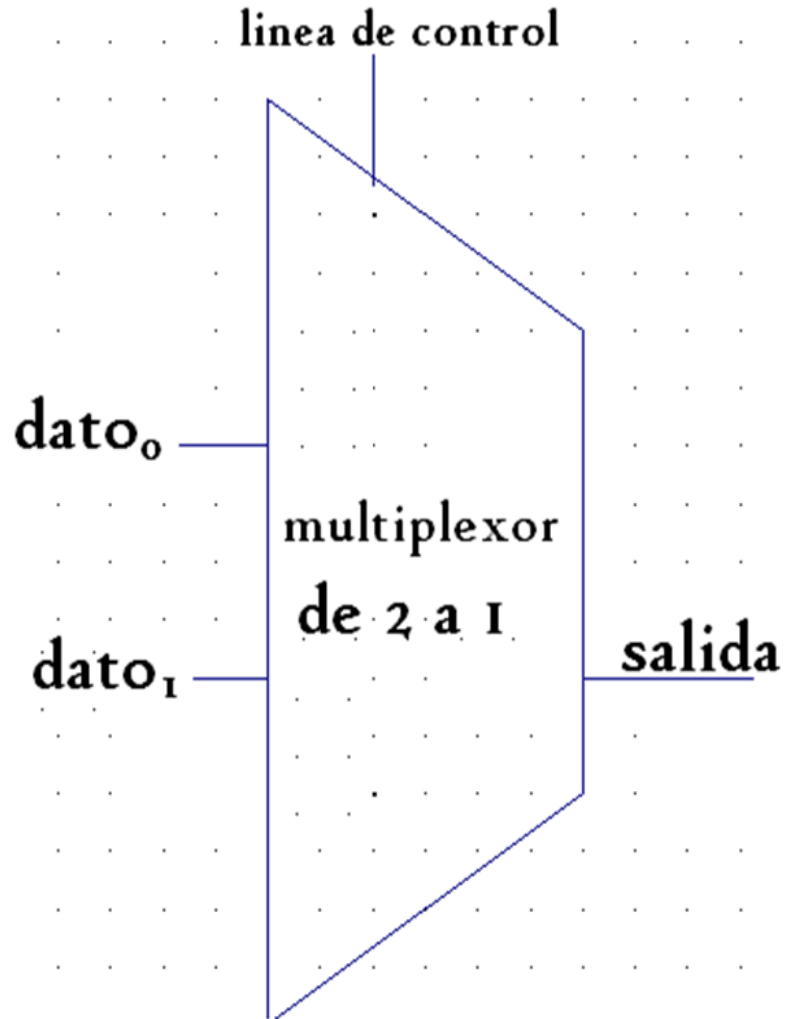 linea de control
dato₀
multiplexor
de 2 a 1
dato₁
salida